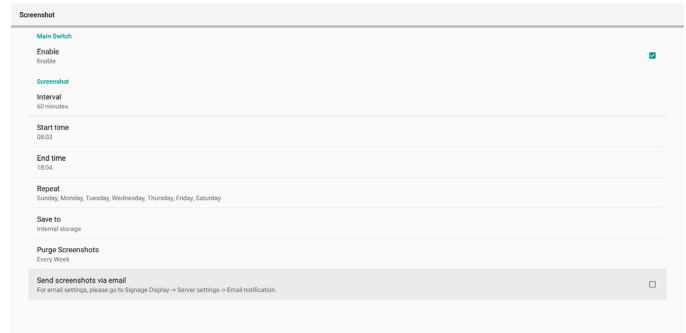 Screenshot
Main Switch
Enable
Enable
Screenshot
Interval
60 minutes
Start time
08:03
End time
18:04
Repeat
Sunday, Monday, Tuesday, Wednesday, Thursday, Friday, Saturday
Save to
Internal storage
Purge Screenshots
Every Week
Send screenshots via email
For email settings, please go to Signage Display -> Server settings -> Email notification.